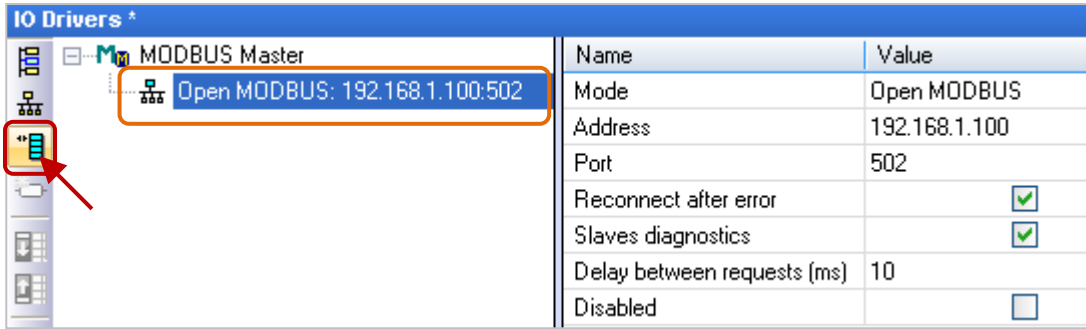 IO Drivers *
MODBUS Master
Open MODBUS: 192.168.1.100:502
Name Value
Mode Open MODBUS
Address 192.168.1.100
Port 502
Reconnect after error
Slaves diagnostics
Delay between requests (ms) 10
Disabled